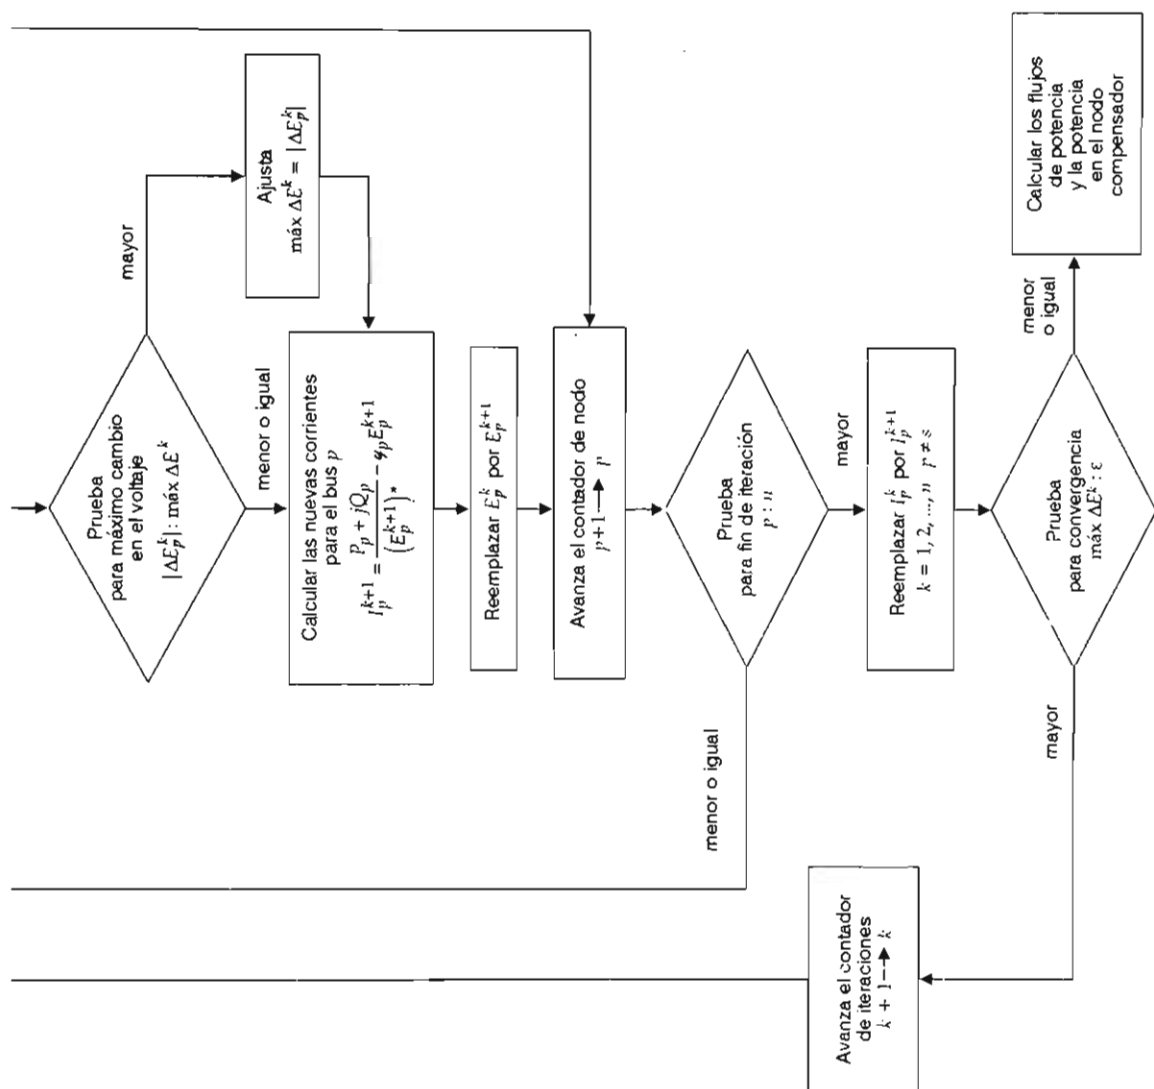 Prueba
para máximo cambio
en el voltaje
|ΔE_p^k| : máx ΔE^k
mayor
Ajusta
máx ΔE^k = |ΔE_p^k|
menor o igual
Calcular las nuevas corrientes
para el bus p
I_p^{k+1} = \frac{P_p + jQ_p}{(E_p^{k+1})^*} - y_p E_p^{k+1}
Reemplazar E_p^k por E_p^{k+1}
Avanza el contador de nodo
p+1 → p
Prueba
para fin de iteración
p : n
menor o igual
mayor
Reemplazar I_p^k por I_p^{k+1}
k = 1, 2, ..., n p ≠ s
Prueba
para convergencia
máx ΔE^k : ε
menor
o igual
Calcular los flujos
de potencia
y la potencia
en el nodo
compensador
mayor
Avanza el contador
de iteraciones
k + 1 → k